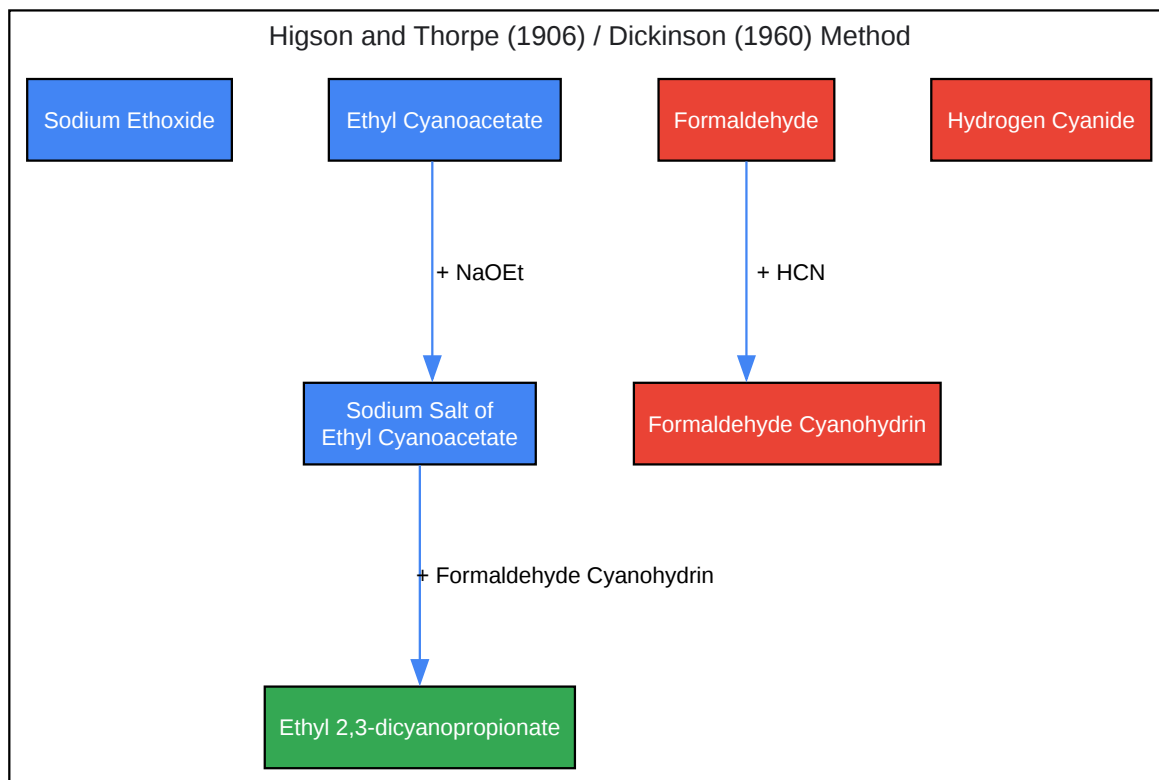 Higson and Thorpe (1906) / Dickinson (1960) Method
Sodium Ethoxide
Ethyl Cyanoacetate
Formaldehyde
Hydrogen Cyanide
+ NaOEt
+ HCN
Sodium Salt of
Ethyl Cyanoacetate
Formaldehyde Cyanohydrin
+ Formaldehyde Cyanohydrin
Ethyl 2,3-dicyanopropionate